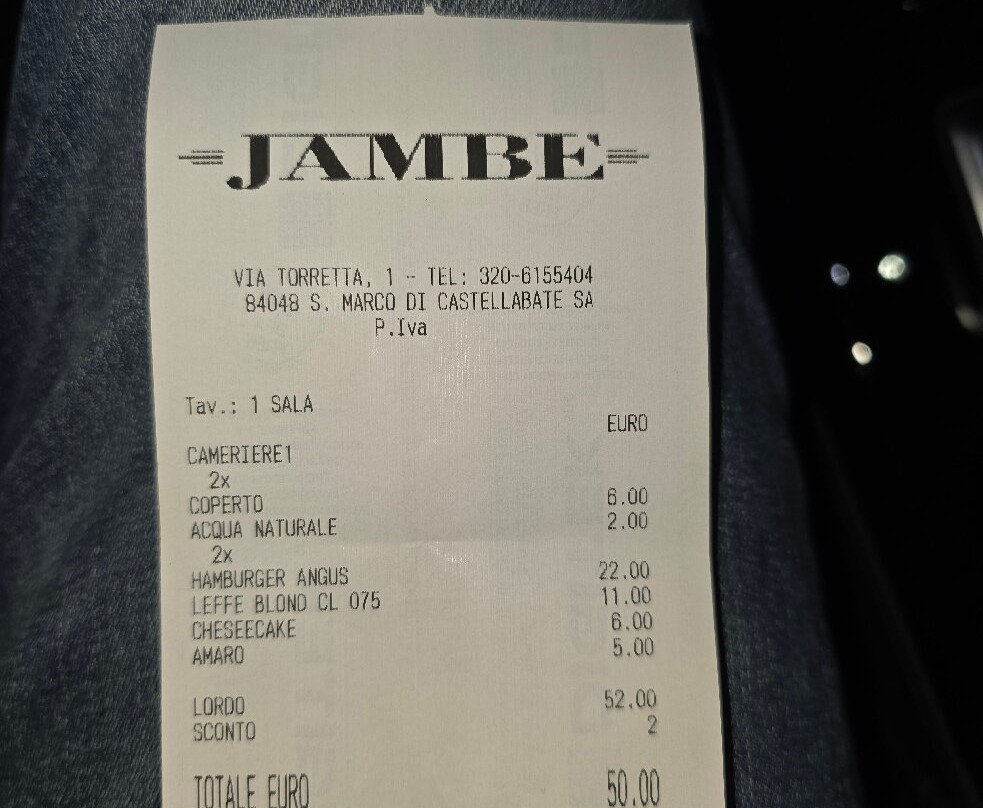 JAMBE
VIA TORRETTA, 1 - TEL: 320-6155404
84048 S. MARCO DI CASTELLABATE SA
P.Iva
Tav.: 1 SALA
EURO
CAMERIERE1
2x
COPERTO 6.00
ACQUA NATURALE 2.00
2x
HAMBURGER ANGUS 22.00
LEFFE BLOND CL 075 11.00
CHESEECAKE 6.00
AMARO 5.00
LORDO 52.00
SCONTO 2
TOTALE EURO 50.00